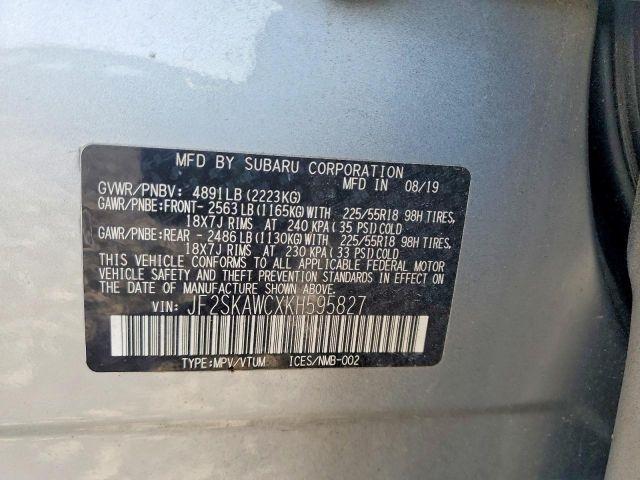 MFD BY SUBARU CORPORATION
MFD IN 08/19
GVWR/PNBV: 4891LB (2223KG)
GAWR/PNBE:FRONT- 2563LB (1165KG)WITH 225/55R18 98H TIRES,
18X7J RIMS AT 240 KPA ( 35 PSI)COLD
GAWR/PNBE:REAR - 2486LB (1130KG)WITH 225/55R18 98H TIRES,
18X7J RIMS AT 230 KPA ( 33 PSI)COLD
THIS VEHICLE CONFORMS TO ALL APPLICABLE FEDERAL MOTOR
VEHICLE SAFETY AND THEFT PREVENTION STANDARDS IN EFFECT
ON THE DATE OF MANUFACTURE SHOWN ABOVE.
VIN: JF2SKAWCXKH595827
TYPE:MPV/VTUM ICES/NMB-002